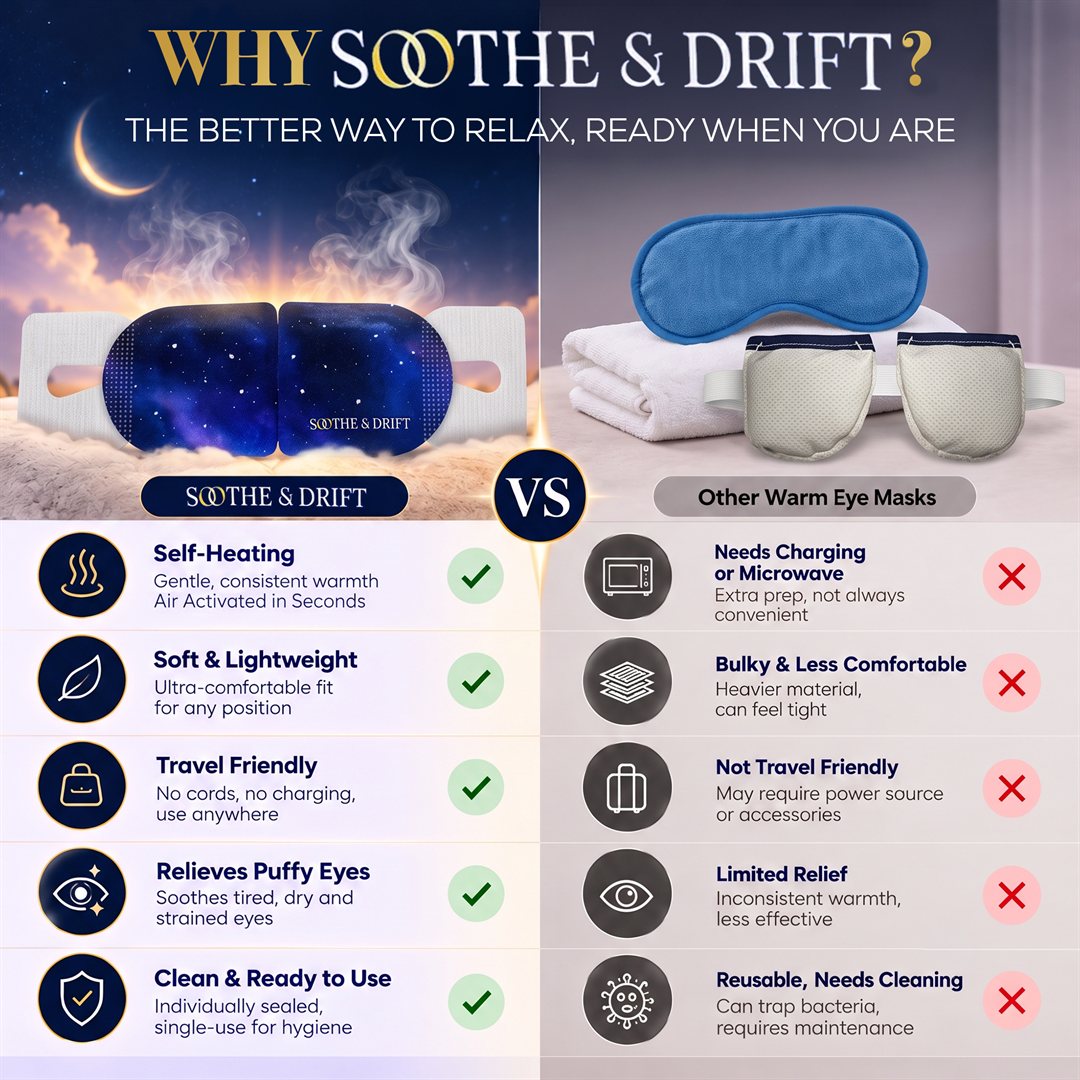 WHY SOOTHE & DRIFT?
THE BETTER WAY TO RELAX, READY WHEN YOU ARE
SOOTHE & DRIFT
SOOTHE & DRIFT
VS
Other Warm Eye Masks
Self-Heating
Gentle, consistent warmth
Air Activated in Seconds
Needs Charging
or Microwave
Extra prep, not always
convenient
Soft & Lightweight
Ultra-comfortable fit
for any position
Bulky & Less Comfortable
Heavier material,
can feel tight
Travel Friendly
No cords, no charging,
use anywhere
Not Travel Friendly
May require power source
or accessories
Relieves Puffy Eyes
Soothes tired, dry and
strained eyes
Limited Relief
Inconsistent warmth,
less effective
Clean & Ready to Use
Individually sealed,
single-use for hygiene
Reusable, Needs Cleaning
Can trap bacteria,
requires maintenance